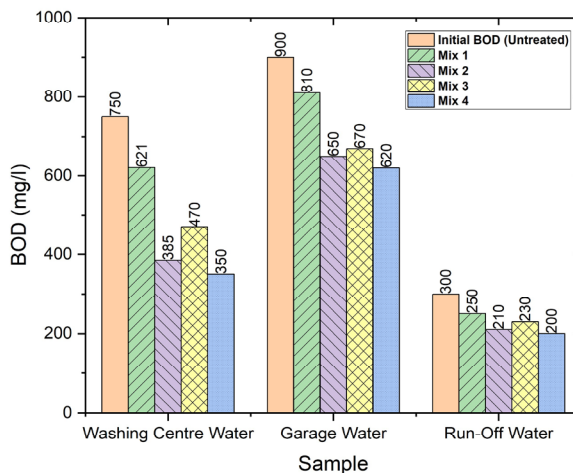 1000
800
600
400
200
0
BOD (mg/l)
Initial BOD (Untreated)
Mix 1
Mix 2
Mix 3
Mix 4
750
621
385
470
350
900
810
650
670
620
300
250
210
230
200
Washing Centre Water
Garage Water
Run-Off Water
Sample